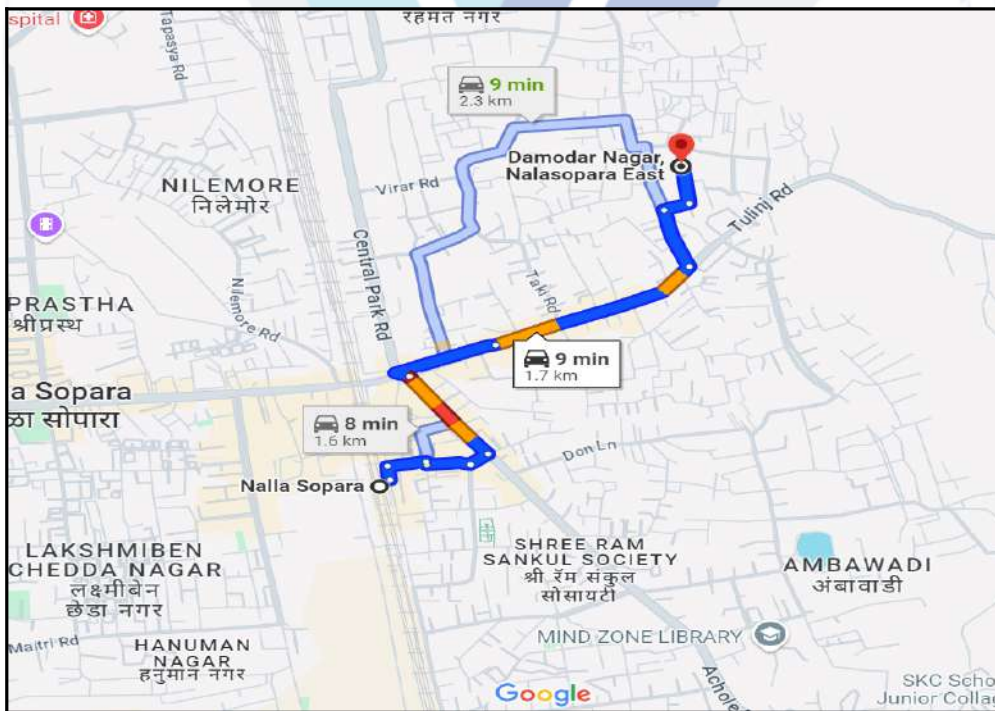 spital
रहमत नगर
Tapasya Rd
9 min
2.3 km
Damodar Nagar,
Nalasopara East
NILEMORE
निलेमोर
Virar Rd
Tulinj Rd
Central Park Rd
Nilemore Rd
Taki Rd
PRASTHA
श्रीप्रस्थ
9 min
1.7 km
a Sopara
ळा सोपारा
8 min
1.6 km
Don Ln
Nalla Sopara
LAKSHMIBEN
CHEDDA NAGAR
लक्ष्मीबेन
छेडा नगर
SHREE RAM
SANKUL SOCIETY
श्री रॅम संकुल
सोसायटी
AMBAWADI
अंबावाडी
Maitri Rd
HANUMAN
NAGAR
हनुमान नगर
MIND ZONE LIBRARY
Achole
Google
SKC Scho
Junior Colla